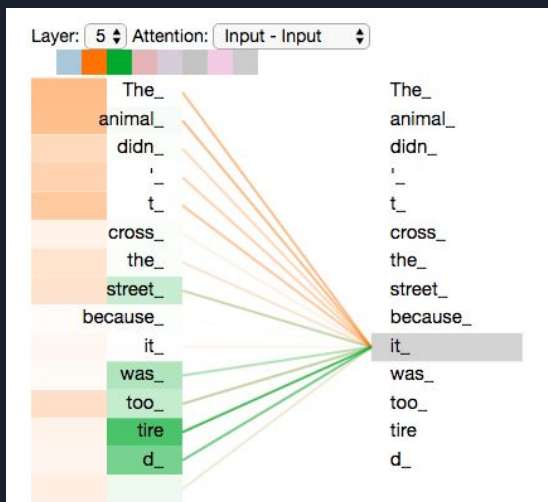 Layer: 5 Attention: Input - Input
The_ The_
animal_ animal_
didn_ didn_
'_ '_
t_ t_
cross_ cross_
the_ the_
street_ street_
because_ because_
it_ it_
was_ was_
too_ too_
tire tire
d_ d_